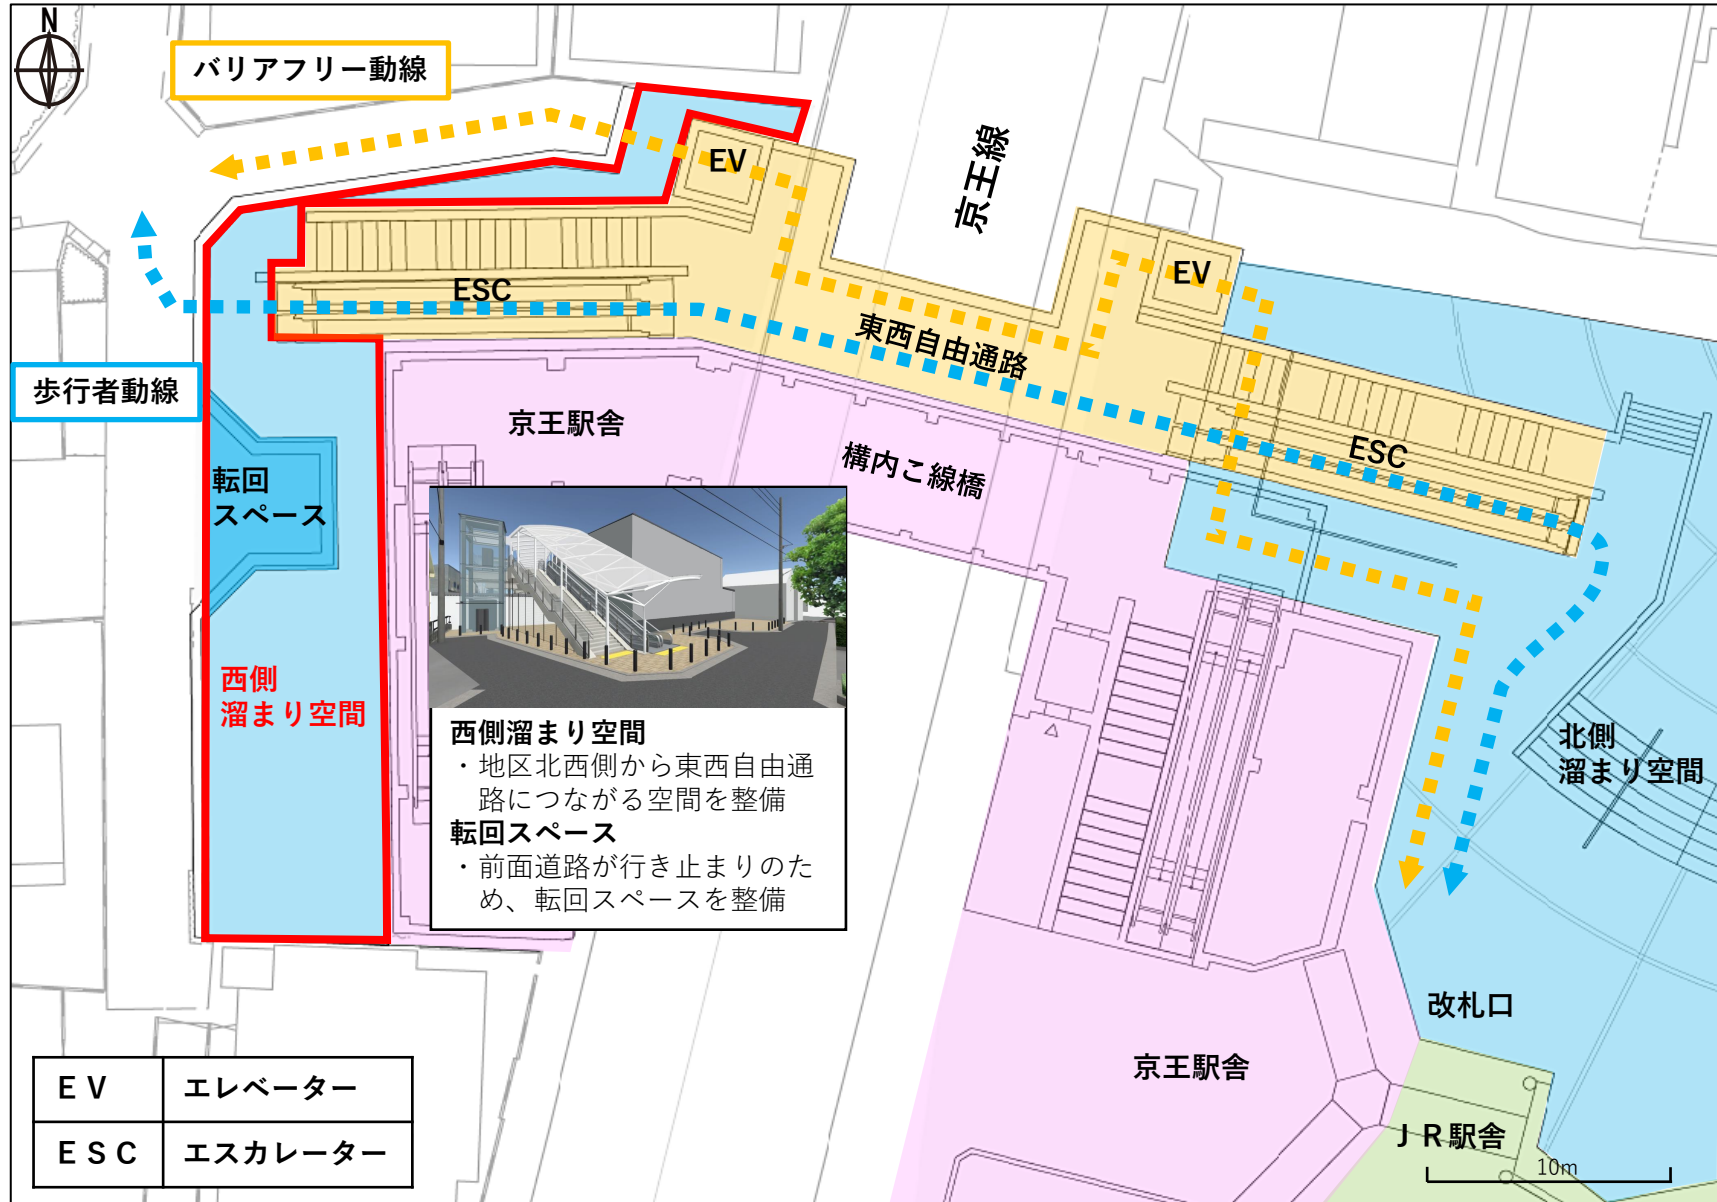 N
バリアフリー動線
EV
京王線
EV
ESC
東西自由通路
歩行者動線
京王駅舎
ESC
構内こ線橋
転回
スペース
西側
溜まり空間
西側溜まり空間
・地区北西側から東西自由通
路につながる空間を整備
転回スペース
・前面道路が行き止まりのた
め、転回スペースを整備
北側
溜まり空間
改札口
京王駅舎
ＪＲ駅舎
10m
ＥＶ エレベーター
ＥＳＣ エスカレーター